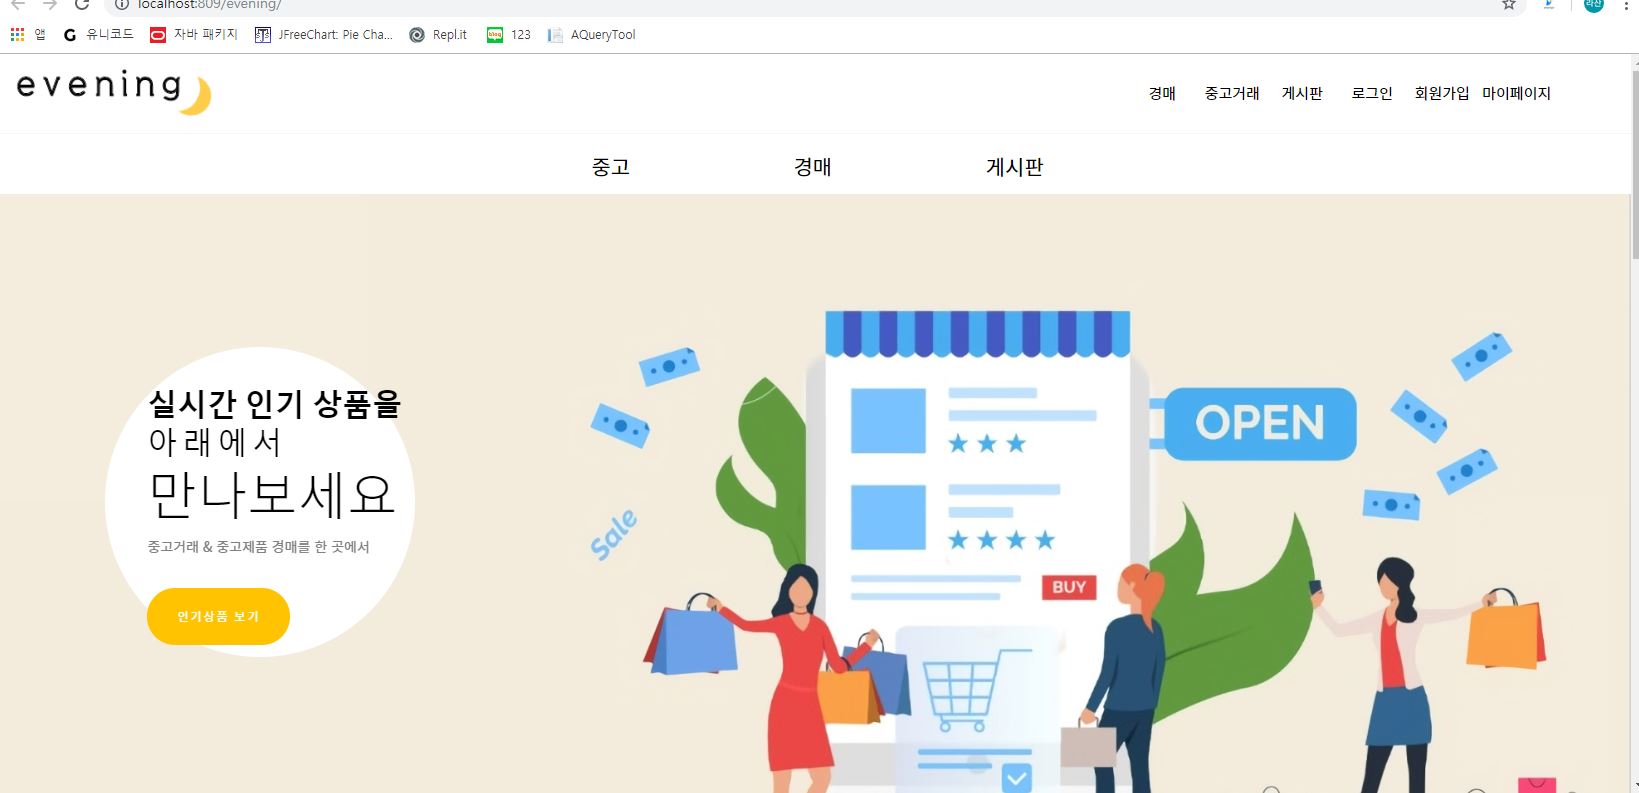 localhost:809/evening/
앱 유니코드 자바 패키지 JFreeChart: Pie Cha... Repl.it 123 AQueryTool
evening
경매 중고거래 게시판 로그인 회원가입 마이페이지
중고 경매 게시판
실시간 인기 상품을
아래에서
만나보세요
중고거래 & 중고제품 경매를 한 곳에서
인기상품 보기
OPEN
Sale
BUY